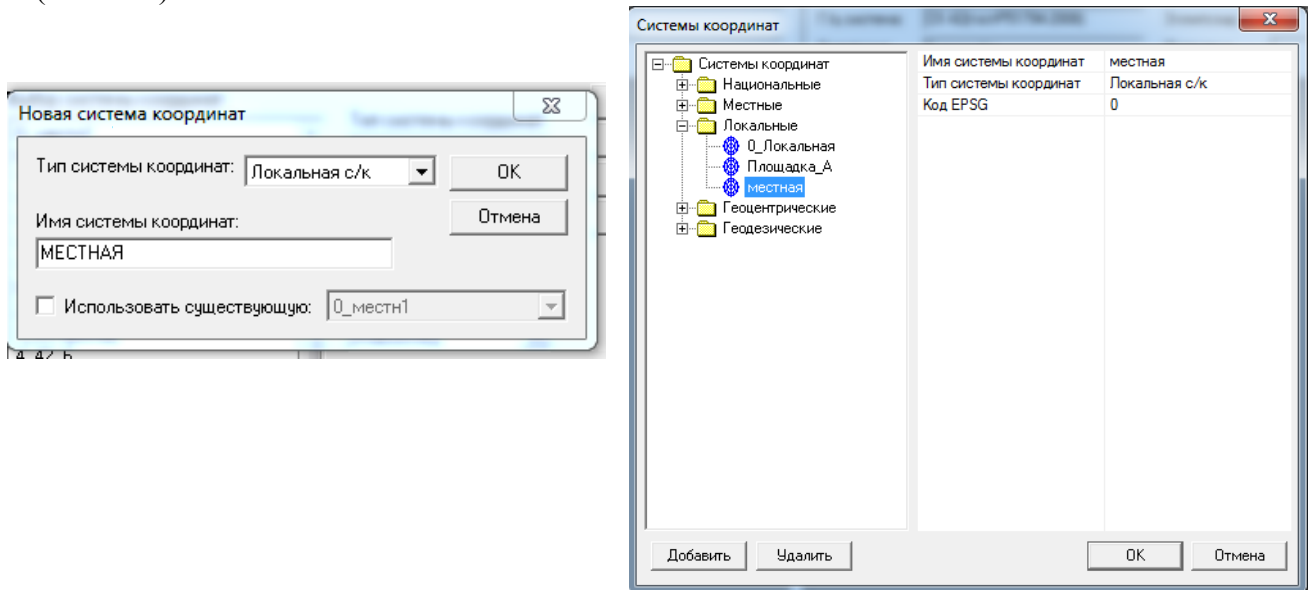 Новая система координат
Тип системы координат: Локальная с/к OK
Имя системы координат: Отмена
МЕСТНАЯ
Использовать существующую: 0_местн1
Системы координат
Системы координат
Национальные
Местные
Локальные
0_Локальная
Площадка_А
местная
Геоцентрические
Геодезические
Имя системы координат местная
Тип системы координат Локальная с/к
Код EPSG 0
Добавить Удалить OK Отмена